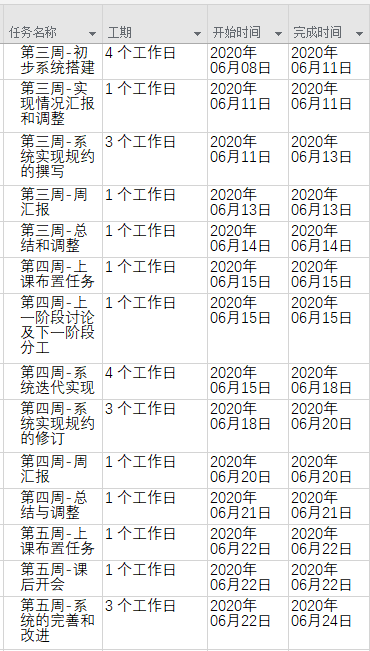 任务名称 工期 开始时间 完成时间
第三周-初 4 个工作日 2020年 2020年
步系统搭建 06月08日 06月11日
第三周-实 1 个工作日 2020年 2020年
现情况汇报 06月11日 06月11日
和调整
第三周-系 3 个工作日 2020年 2020年
统实现规约 06月11日 06月13日
的撰写
第三周-周 1 个工作日 2020年 2020年
汇报 06月13日 06月13日
第三周-总 1 个工作日 2020年 2020年
结和调整 06月14日 06月14日
第四周-上 1 个工作日 2020年 2020年
课布置任务 06月15日 06月15日
第四周-上 1 个工作日 2020年 2020年
一阶段讨论 06月15日 06月15日
及下一阶段
分工
第四周-系 4 个工作日 2020年 2020年
统迭代实现 06月15日 06月18日
第四周-系 3 个工作日 2020年 2020年
统实现规约 06月18日 06月20日
的修订
第四周-周 1 个工作日 2020年 2020年
汇报 06月20日 06月20日
第四周-总 1 个工作日 2020年 2020年
结与调整 06月21日 06月21日
第五周-上 1 个工作日 2020年 2020年
课布置任务 06月22日 06月22日
第五周-课 1 个工作日 2020年 2020年
后开会 06月22日 06月22日
第五周-系 3 个工作日 2020年 2020年
统的完善和 06月22日 06月24日
改进